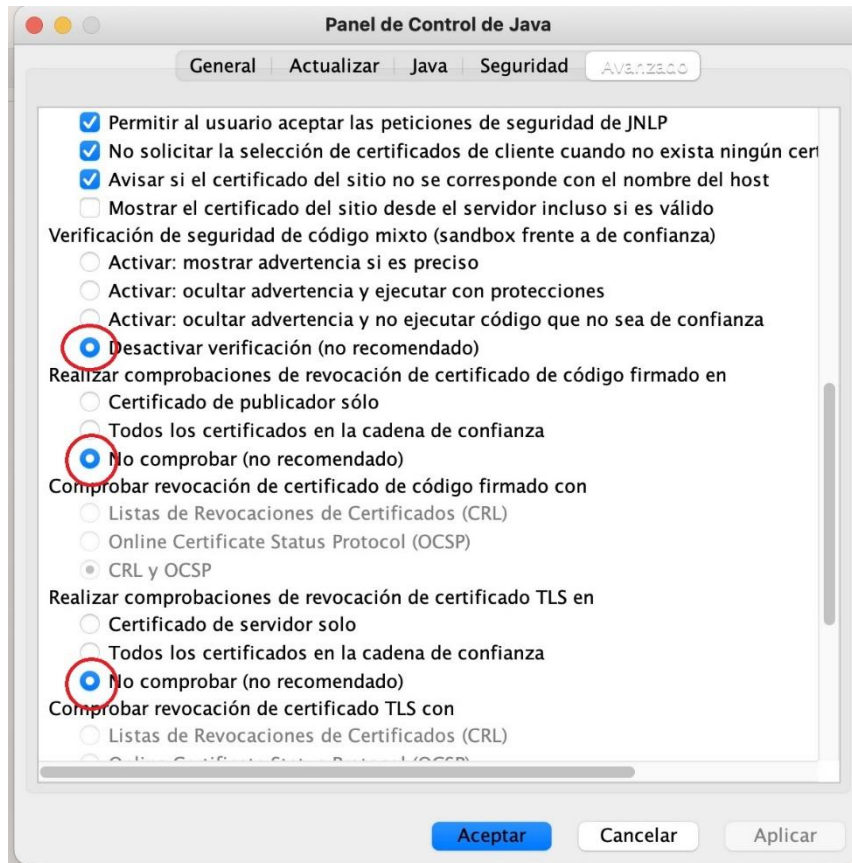 Panel de Control de Java
General Actualizar Java Seguridad Avanzado
Permitir al usuario aceptar las peticiones de seguridad de JNLP
No solicitar la selección de certificados de cliente cuando no exista ningún cert
Avisar si el certificado del sitio no se corresponde con el nombre del host
Mostrar el certificado del sitio desde el servidor incluso si es válido
Verificación de seguridad de código mixto (sandbox frente a de confianza)
Activar: mostrar advertencia si es preciso
Activar: ocultar advertencia y ejecutar con protecciones
Activar: ocultar advertencia y no ejecutar código que no sea de confianza
Desactivar verificación (no recomendado)
Realizar comprobaciones de revocación de certificado de código firmado en
Certificado de publicador sólo
Todos los certificados en la cadena de confianza
No comprobar (no recomendado)
Comprobar revocación de certificado de código firmado con
Listas de Revocaciones de Certificados (CRL)
Online Certificate Status Protocol (OCSP)
CRL y OCSP
Realizar comprobaciones de revocación de certificado TLS en
Certificado de servidor solo
Todos los certificados en la cadena de confianza
No comprobar (no recomendado)
Comprobar revocación de certificado TLS con
Listas de Revocaciones de Certificados (CRL)
Online Certificate Status Protocol (OCSP)
Aceptar Cancelar Aplicar